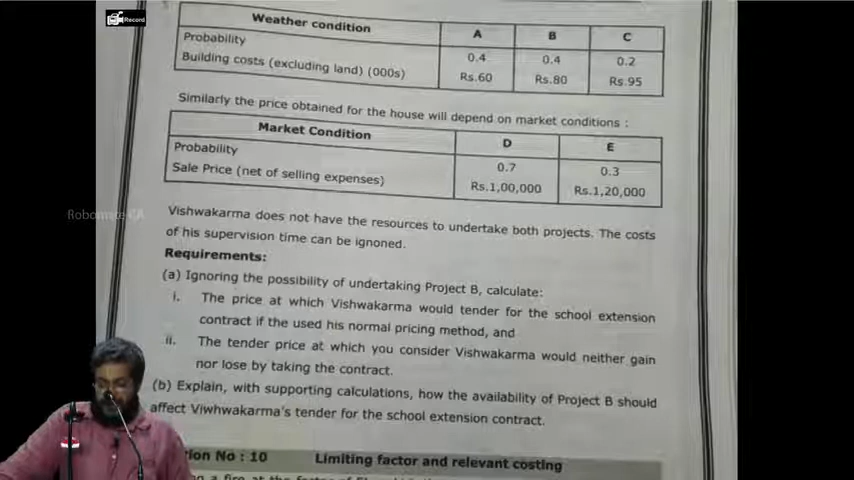 Record
Weather condition A B C
Probability 0.4 0.4 0.2
Building costs (excluding land) (000s) Rs.60 Rs.80 Rs.95
Similarly the price obtained for the house will depend on market conditions :
Market Condition D E
Probability 0.7 0.3
Sale Price (net of selling expenses) Rs.1,00,000 Rs.1,20,000
Vishwakarma does not have the resources to undertake both projects. The costs
of his supervision time can be ignoned.
Requirements:
(a) Ignoring the possibility of undertaking Project B, calculate:
i. The price at which Vishwakarma would tender for the school extension
contract if the used his normal pricing method, and
ii. The tender price at which you consider Vishwakarma would neither gain
nor lose by taking the contract.
(b) Explain, with supporting calculations, how the availability of Project B should
affect Viwhwakarma's tender for the school extension contract.
ion No : 10 Limiting factor and relevant costing